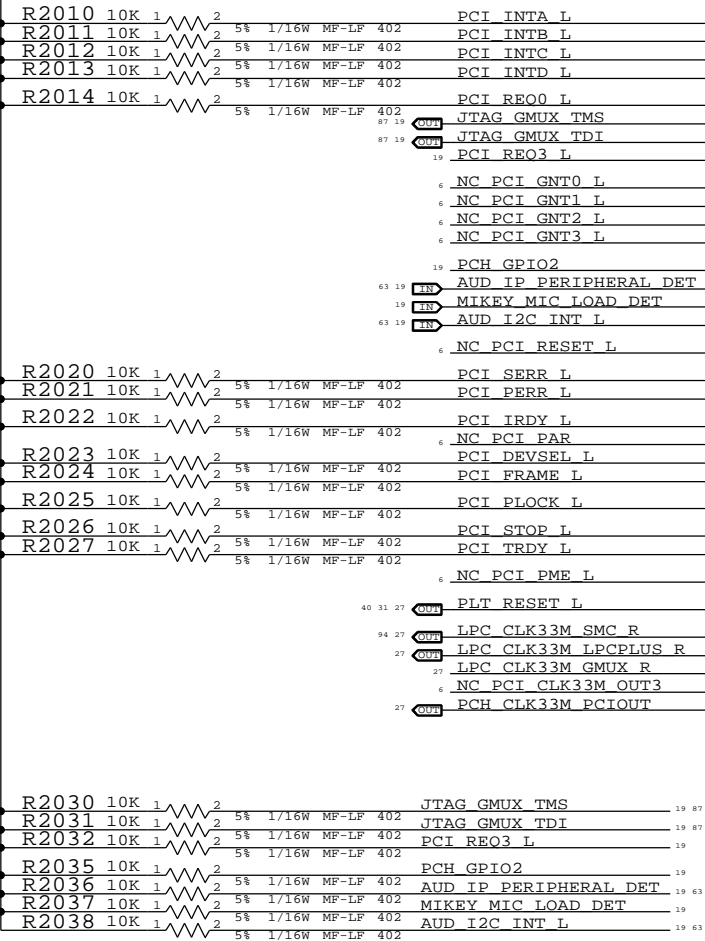 R2010 10K 1 2 5% 1/16W MF-LF 402 PCI_INTA_L
R2011 10K 1 2 5% 1/16W MF-LF 402 PCI_INTB_L
R2012 10K 1 2 5% 1/16W MF-LF 402 PCI_INTC_L
R2013 10K 1 2 5% 1/16W MF-LF 402 PCI_INTD_L
R2014 10K 1 2 5% 1/16W MF-LF 402 PCI_REQ0_L
87 19 OUT JTAG_GMUX_TMS
87 19 OUT JTAG_GMUX_TDI
19 PCI_REQ3_L
6 NC_PCI_GNT0_L
6 NC_PCI_GNT1_L
6 NC_PCI_GNT2_L
6 NC_PCI_GNT3_L
19 PCH_GPIO2
63 19 IN AUD_IP_PERIPHERAL_DET
19 IN MIKEY_MIC_LOAD_DET
63 19 IN AUD_I2C_INT_L
6 NC_PCI_RESET_L
R2020 10K 1 2 5% 1/16W MF-LF 402 PCI_SERR_L
R2021 10K 1 2 5% 1/16W MF-LF 402 PCI_PERR_L
R2022 10K 1 2 5% 1/16W MF-LF 402 PCI_IRDY_L
6 NC_PCI_PAR
R2023 10K 1 2 5% 1/16W MF-LF 402 PCI_DEVSEL_L
R2024 10K 1 2 5% 1/16W MF-LF 402 PCI_FRAME_L
R2025 10K 1 2 5% 1/16W MF-LF 402 PCI_PLOCK_L
R2026 10K 1 2 5% 1/16W MF-LF 402 PCI_STOP_L
R2027 10K 1 2 5% 1/16W MF-LF 402 PCI_TRDY_L
6 NC_PCI_PME_L
40 31 27 OUT PLT_RESET_L
94 27 OUT LPC_CLK33M_SMC_R
27 OUT LPC_CLK33M_LPCPLUS_R
27 LPC_CLK33M_GMUX_R
6 NC_PCI_CLK33M_OUT3
27 OUT PCH_CLK33M_PCIOUT
R2030 10K 1 2 5% 1/16W MF-LF 402 JTAG_GMUX_TMS 19 87
R2031 10K 1 2 5% 1/16W MF-LF 402 JTAG_GMUX_TDI 19 87
R2032 10K 1 2 5% 1/16W MF-LF 402 PCI_REQ3_L 19
R2035 10K 1 2 5% 1/16W MF-LF 402 PCH_GPIO2 19
R2036 10K 1 2 5% 1/16W MF-LF 402 AUD_IP_PERIPHERAL_DET 19 63
R2037 10K 1 2 5% 1/16W MF-LF 402 MIKEY_MIC_LOAD_DET 19
R2038 10K 1 2 5% 1/16W MF-LF 402 AUD_I2C_INT_L 19 63